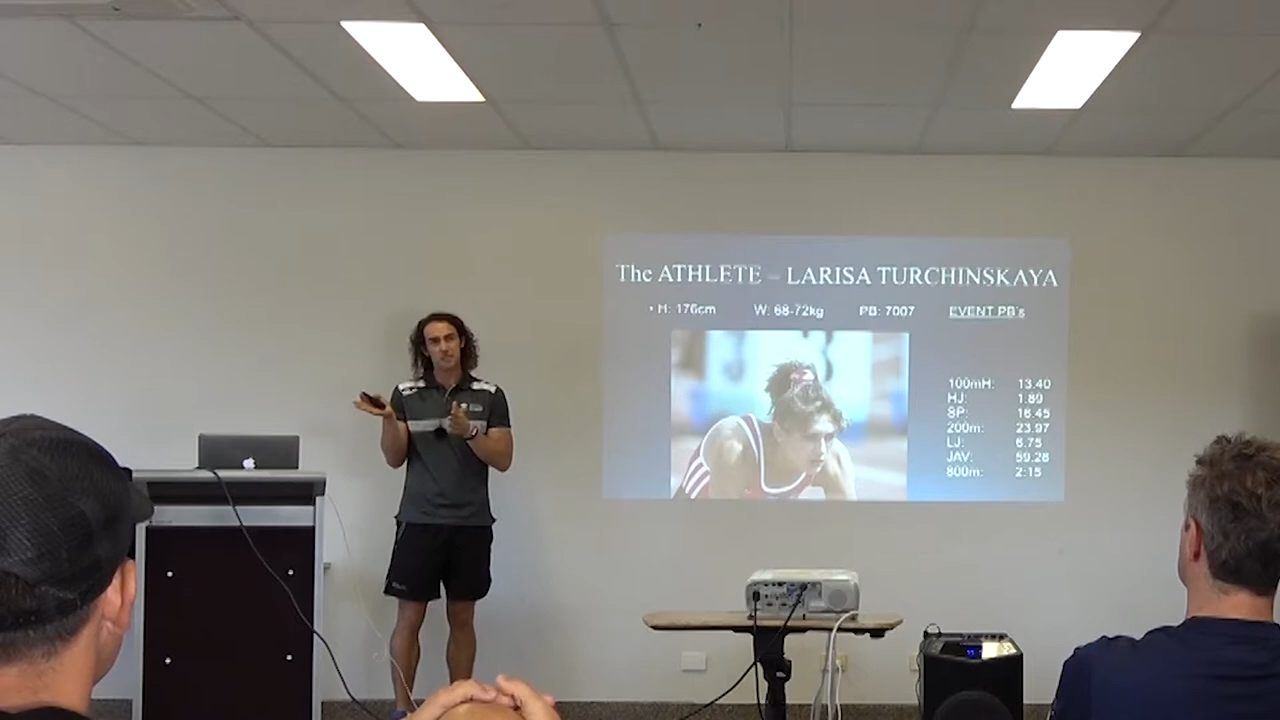 The ATHLETE – LARISA TURCHINSKAYA
• H: 176cm W: 68-72kg PB: 7007 EVENT PB's
100mH: 13.40
HJ: 1.89
SP: 16.45
200m: 23.97
LJ: 6.75
JAV: 59.28
800m: 2:15